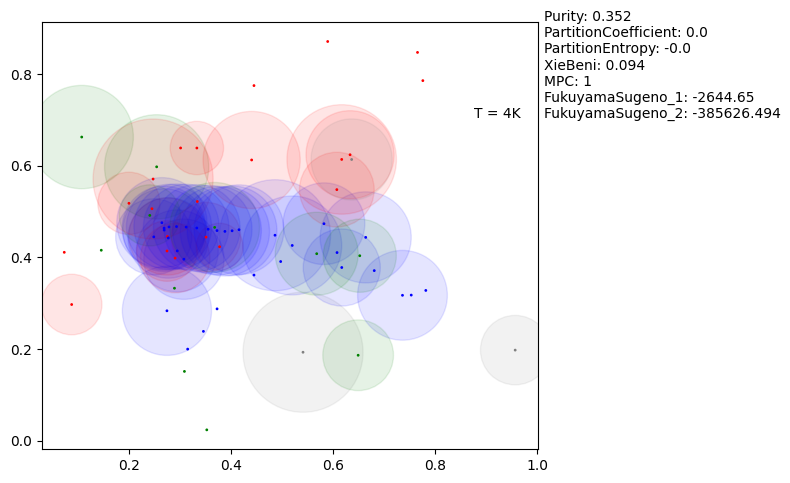 Purity: 0.352
PartitionCoefficient: 0.0
PartitionEntropy: -0.0
XieBeni: 0.094
MPC: 1
FukuyamaSugeno_1: -2644.65
FukuyamaSugeno_2: -385626.494
T = 4K
0.8
0.6
0.4
0.2
0.0
0.2 0.4 0.6 0.8 1.0